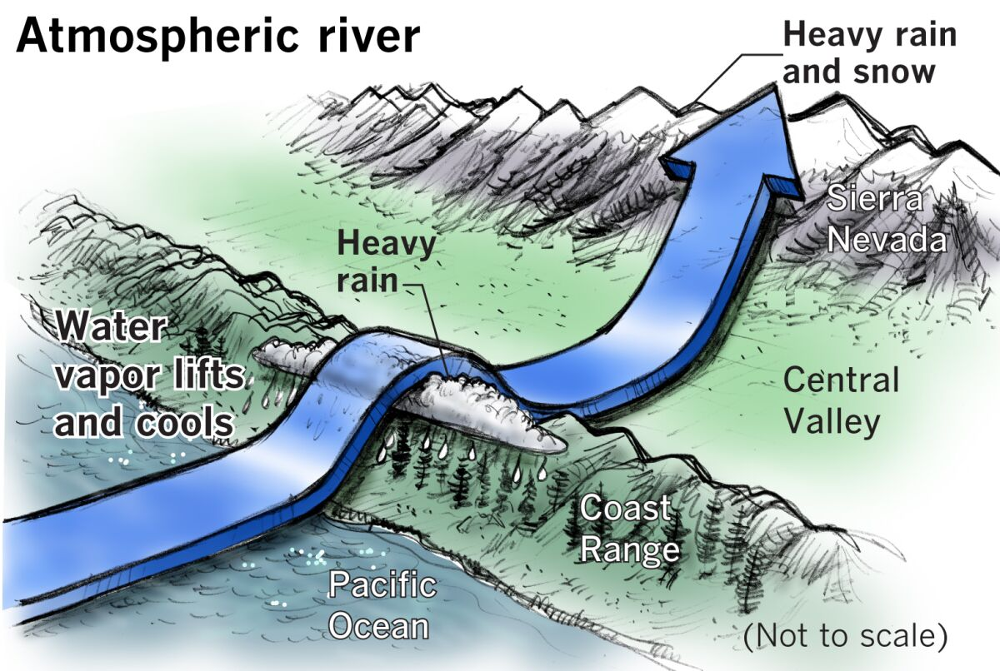 Atmospheric river
Heavy rain
and snow
Sierra
Nevada
Heavy
rain
Water
vapor lifts
and cools
Central
Valley
Coast
Range
Pacific
Ocean
(Not to scale)